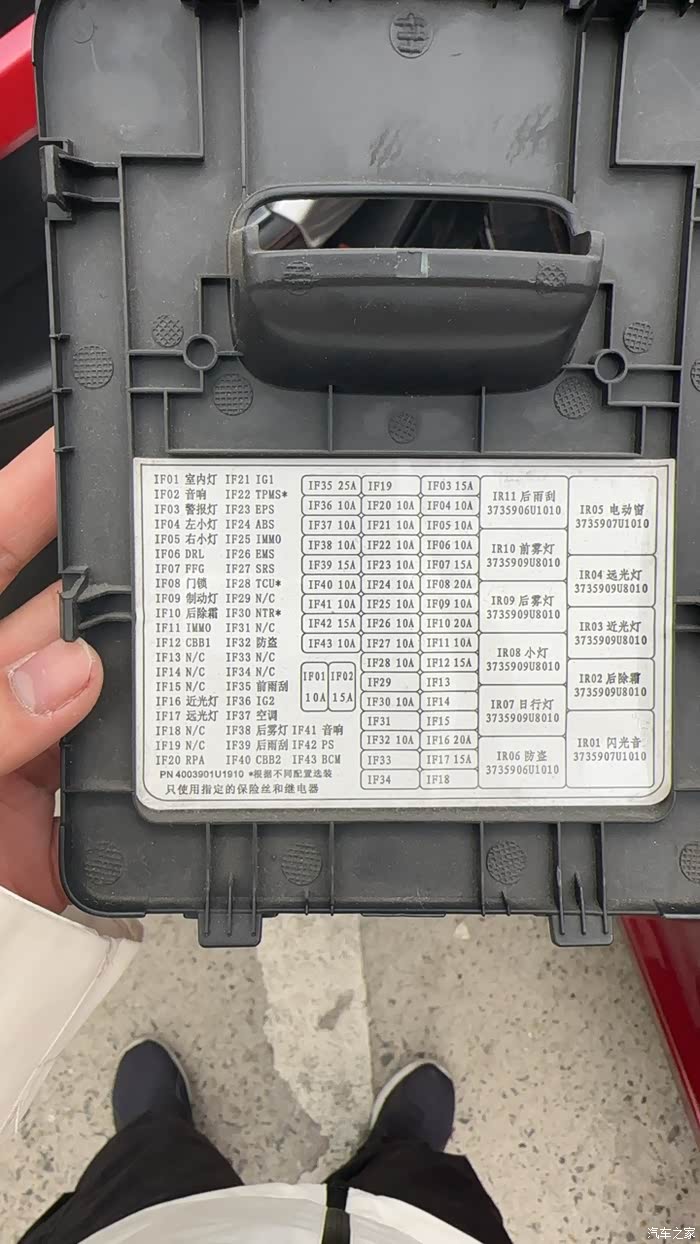 IF01 室内灯 IF21 IG1
IF02 音响 IF22 TPMS*
IF03 警报灯 IF23 EPS
IF04 左小灯 IF24 ABS
IF05 右小灯 IF25 IMMO
IF06 DRL IF26 EMS
IF07 FFG IF27 SRS
IF08 门锁 IF28 TCU*
IF09 制动灯 IF29 N/C
IF10 后除霜 IF30 NTR*
IF11 IMMO IF31 N/C
IF12 CBB1 IF32 防盗
IF13 N/C IF33 N/C
IF14 N/C IF34 N/C
IF15 N/C IF35 前雨刮
IF16 近光灯 IF36 IG2
IF17 远光灯 IF37 空调
IF18 N/C IF38 后雾灯 IF41 音响
IF19 N/C IF39 后雨刮 IF42 PS
IF20 RPA IF40 CBB2 IF43 BCM
PN 4003901U1910 *根据不同配置选装
只使用指定的保险丝和继电器
IF35 25A
IF36 10A
IF37 10A
IF38 10A
IF39 15A
IF40 10A
IF41 10A
IF42 15A
IF43 10A
IF01 IF02
10A 15A
IF19
IF20 10A
IF21 10A
IF22 10A
IF23 10A
IF24 10A
IF25 10A
IF26 10A
IF27 10A
IF28 10A
IF29
IF30 10A
IF31
IF32 10A
IF33
IF34
IF03 15A
IF04 10A
IF05 10A
IF06 10A
IF07 15A
IF08 20A
IF09 10A
IF10 20A
IF11 10A
IF12 15A
IF13
IF14
IF15
IF16 20A
IF17 15A
IF18
IR11 后雨刮
3735906U1010
IR10 前雾灯
3735909U8010
IR09 后雾灯
3735909U8010
IR08 小灯
3735909U8010
IR07 日行灯
3735909U8010
IR06 防盗
3735906U1010
IR05 电动窗
3735907U1010
IR04 远光灯
3735909U8010
IR03 近光灯
3735909U8010
IR02 后除霜
3735909U8010
IR01 闪光音
3735907U1010
汽车之家